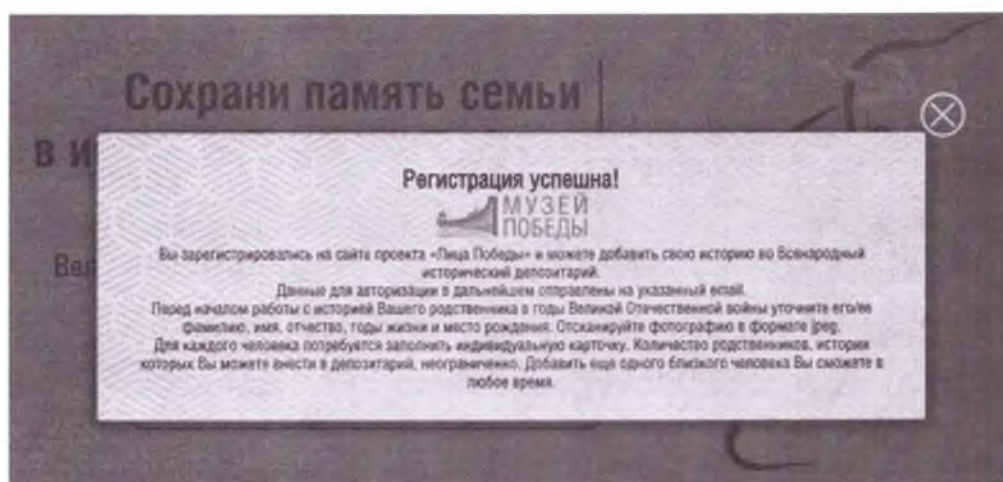 Сохрани память семьи
в и
Вел
Регистрация успешна!
МУЗЕЙ
ПОБЕДЫ
Вы зарегистрировались на сайте проекта «Лица Победы» и можете добавить свою историю во Всенародный
исторический депозитарий.
Данные для авторизации в дальнейшем отправлены на указанный email.
Перед началом работы с историей Вашего родственника в годы Великой Отечественной войны уточните его/ее
фамилию, имя, отчество, годы жизни и место рождения. Отсканируйте фотографию в формате jpeg.
Для каждого человека потребуется заполнить индивидуальную карточку. Количество родственников, истории
которых Вы можете внести в депозитарий, неограниченно. Добавить еще одного близкого человека Вы сможете в
любое время.